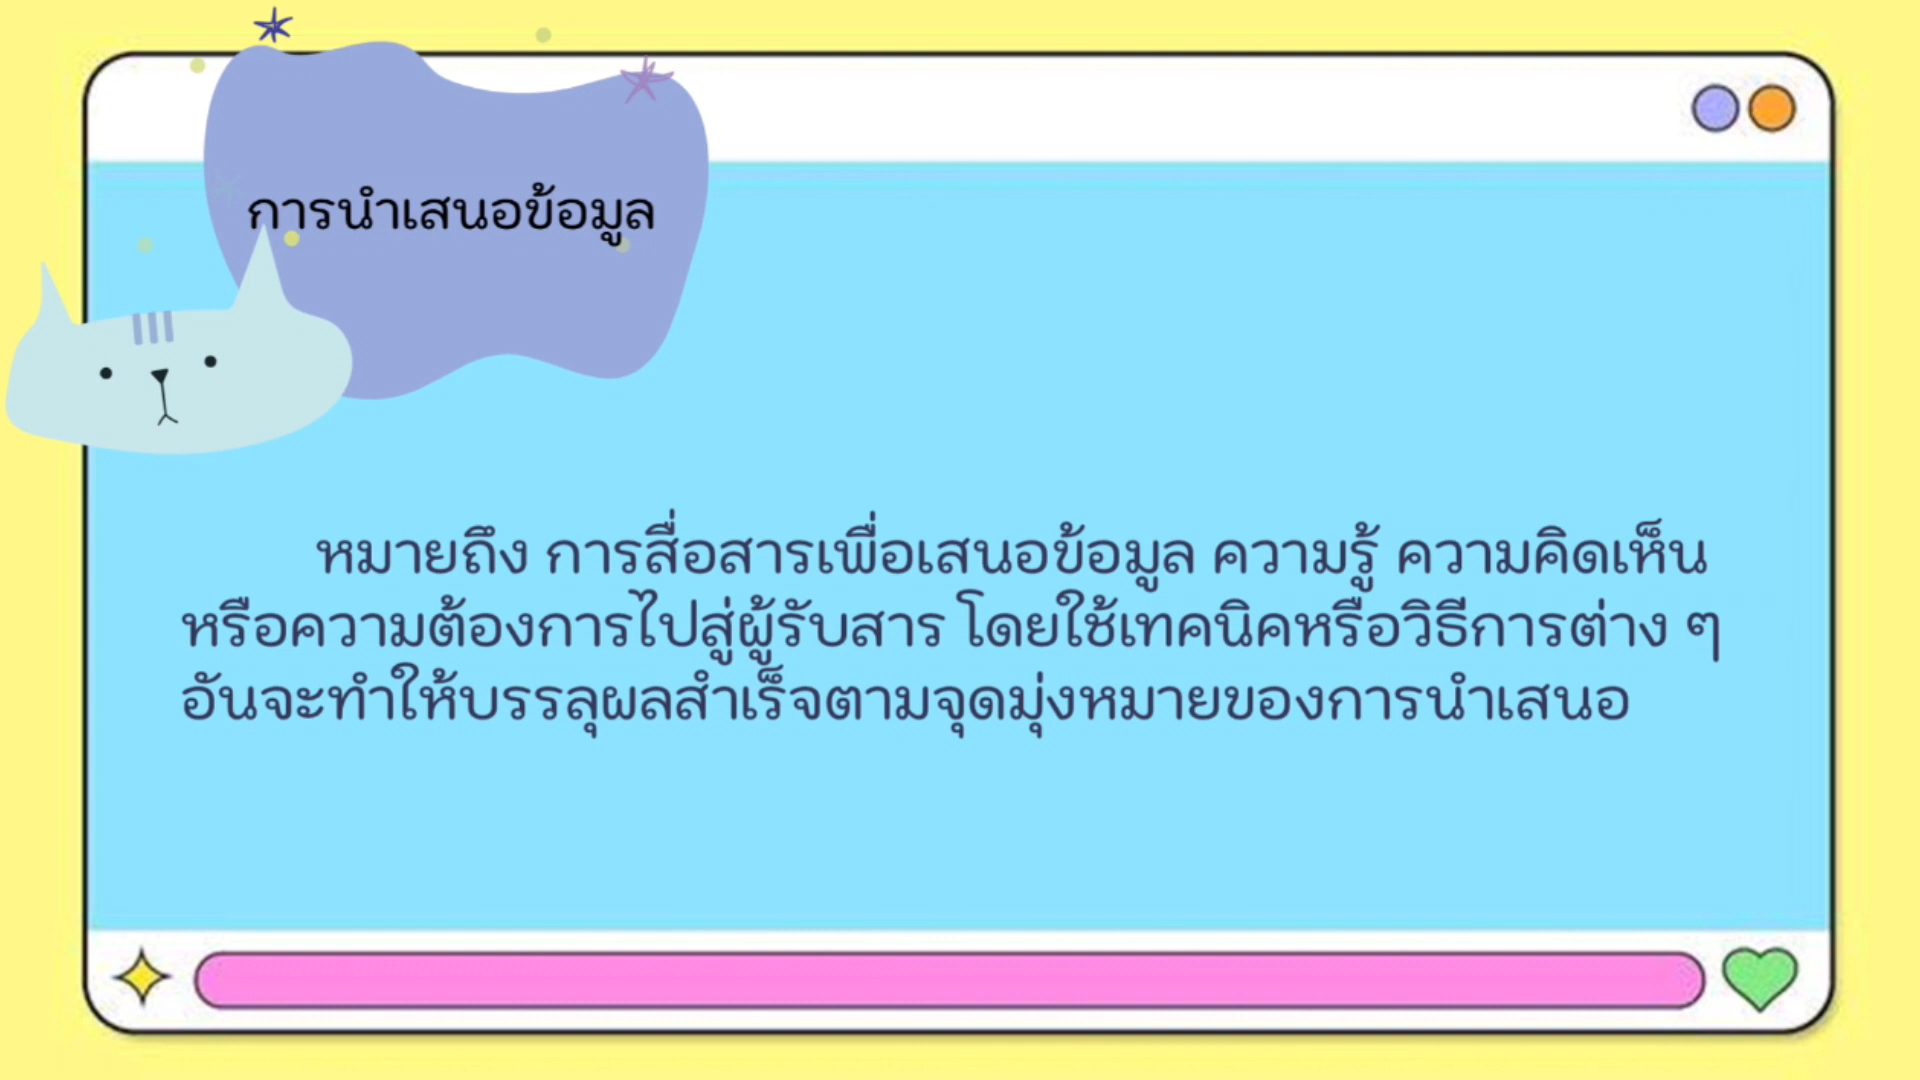 การนำเสนอข้อมูล
หมายถึง การสื่อสารเพื่อเสนอข้อมูล ความรู้ ความคิดเห็น
หรือความต้องการไปสู่ผู้รับสาร โดยใช้เทคนิคหรือวิธีการต่าง ๆ
อันจะทำให้บรรลุผลสำเร็จตามจุดมุ่งหมายของการนำเสนอ